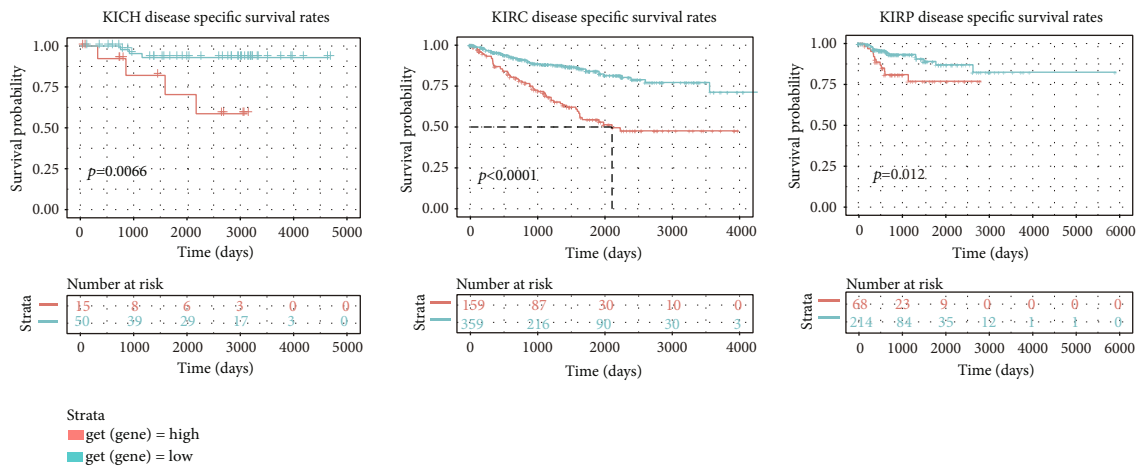 KICH disease specific survival rates
Survival probability
1.00
0.75
0.50
0.25
0.00
p=0.0066
0 1000 2000 3000 4000 5000
Time (days)
Number at risk
Strata
15 8 6 3 0 0
50 39 29 17 3 0
0 1000 2000 3000 4000 5000
Time (days)
KIRC disease specific survival rates
Survival probability
1.00
0.75
0.50
0.25
0.00
p<0.0001
0 1000 2000 3000 4000
Time (days)
Number at risk
Strata
159 87 30 10 0
359 216 90 30 3
0 1000 2000 3000 4000
Time (days)
KIRP disease specific survival rates
Survival probability
1.00
0.75
0.50
0.25
0.00
p=0.012
0 1000 2000 3000 4000 5000 6000
Time (days)
Number at risk
Strata
68 23 9 0 0 0 0
214 84 35 12 1 1 0
0 1000 2000 3000 4000 5000 6000
Time (days)
Strata
get (gene) = high
get (gene) = low